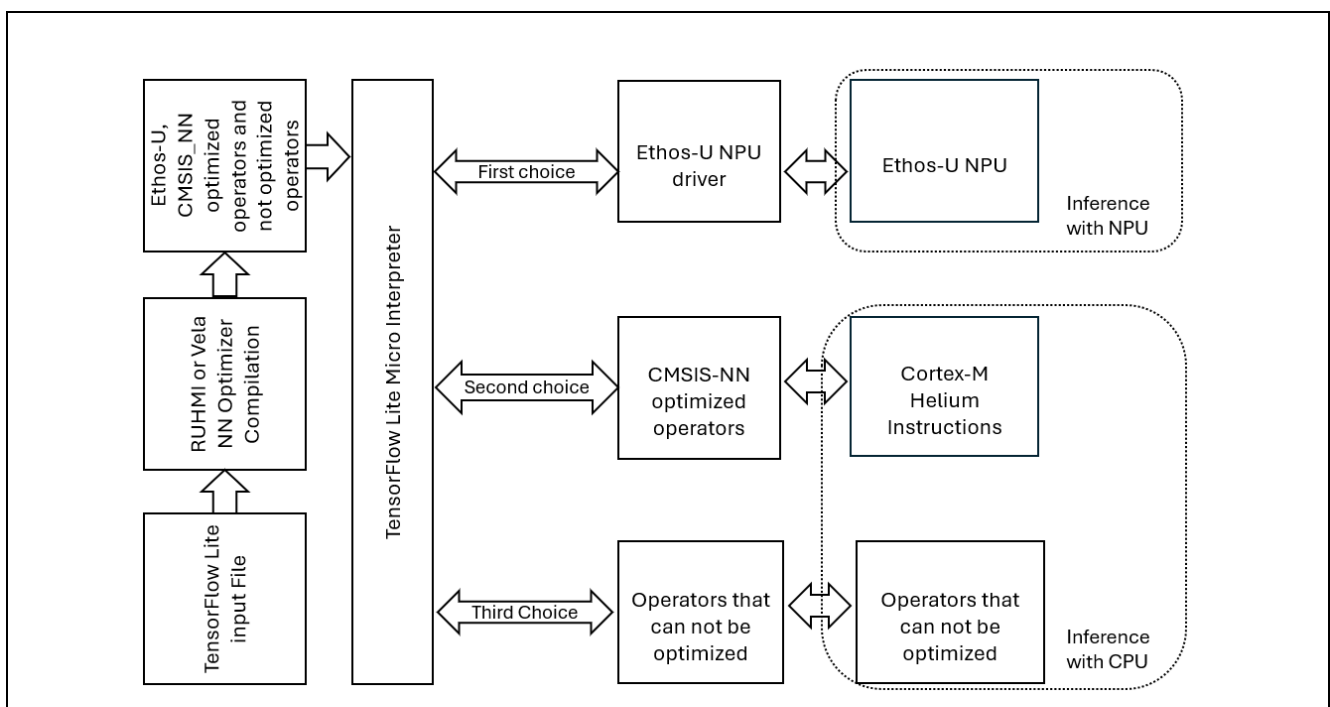 Ethos-U,
CMSIS_NN
optimized
operators and
not optimized
operators
RUHMI or Vela
NN Optimizer
Compilation
TensorFlow Lite
input File
TensorFlow Lite Micro Interpreter
First choice
Ethos-U NPU
driver
Ethos-U NPU
Inference
with NPU
Second choice
CMSIS-NN
optimized
operators
Cortex-M
Helium
Instructions
Third Choice
Operators that
can not be
optimized
Operators that
can not be
optimized
Inference
with CPU